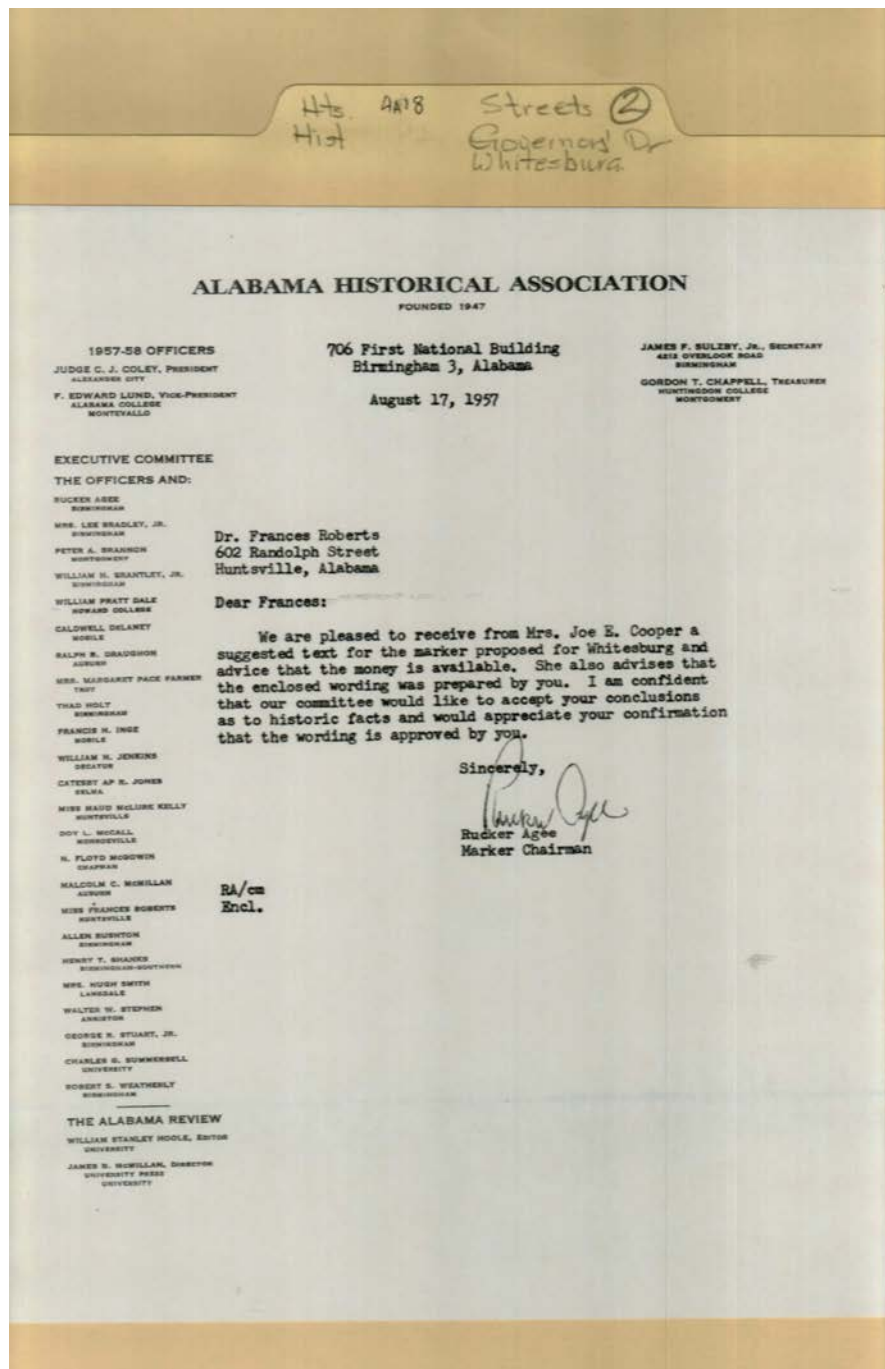 Hts. AA18 Streets ②
Hist Governors' Dr
Whitesburg
ALABAMA HISTORICAL ASSOCIATION
FOUNDED 1947
1957-58 OFFICERS
JUDGE C. J. COLEY, PRESIDENT
ALEXANDER CITY
F. EDWARD LUND, VICE-PRESIDENT
ALABAMA COLLEGE
MONTEVALLO
706 First National Building
Birmingham 3, Alabama
August 17, 1957
JAMES F. SULZBY, JR., SECRETARY
4212 OVERLOOK ROAD
BIRMINGHAM
GORDON T. CHAPPELL, TREASURER
HUNTINGDON COLLEGE
MONTGOMERY
EXECUTIVE COMMITTEE
THE OFFICERS AND:
RUCKER AGEE
BIRMINGHAM
MRS. LEE BRADLEY, JR.
BIRMINGHAM
PETER A. BRANNON
MONTGOMERY
WILLIAM H. BRANTLEY, JR.
BIRMINGHAM
WILLIAM PRATT DALE
HOWARD COLLEGE
CALDWELL DELANEY
MOBILE
RALPH B. DRAUGHON
AUBURN
MRS. MARGARET PACE FARMER
TROY
THAD HOLT
BIRMINGHAM
FRANCIS H. INGE
MOBILE
WILLIAM H. JENKINS
DECATUR
CATESBY AP R. JONES
SELMA
MISS MAUD McLURE KELLY
HUNTSVILLE
DOY L. McCALL
MONROEVILLE
N. FLOYD McGOWIN
CHAPMAN
MALCOLM C. McMILLAN
AUBURN
MISS FRANCES ROBERTS
HUNTSVILLE
ALLEN RUSHTON
BIRMINGHAM
HENRY T. SHANKS
BIRMINGHAM-SOUTHERN
MRS. HUGH SMITH
LANGDALE
WALTER W. STEPHEN
ANNISTON
GEORGE R. STUART, JR.
BIRMINGHAM
CHARLES G. SUMMERSELL
UNIVERSITY
ROBERT S. WEATHERLY
BIRMINGHAM
THE ALABAMA REVIEW
WILLIAM STANLEY HOOLE, EDITOR
UNIVERSITY
JAMES B. McMILLAN, DIRECTOR
UNIVERSITY PRESS
UNIVERSITY
Dr. Frances Roberts
602 Randolph Street
Huntsville, Alabama
Dear Frances:
We are pleased to receive from Mrs. Joe E. Cooper a
suggested text for the marker proposed for Whitesburg and
advice that the money is available. She also advises that
the enclosed wording was prepared by you. I am confident
that our committee would like to accept your conclusions
as to historic facts and would appreciate your confirmation
that the wording is approved by you.
Sincerely,
Rucker Agee
Rucker Agee
Marker Chairman
RA/cm
Encl.